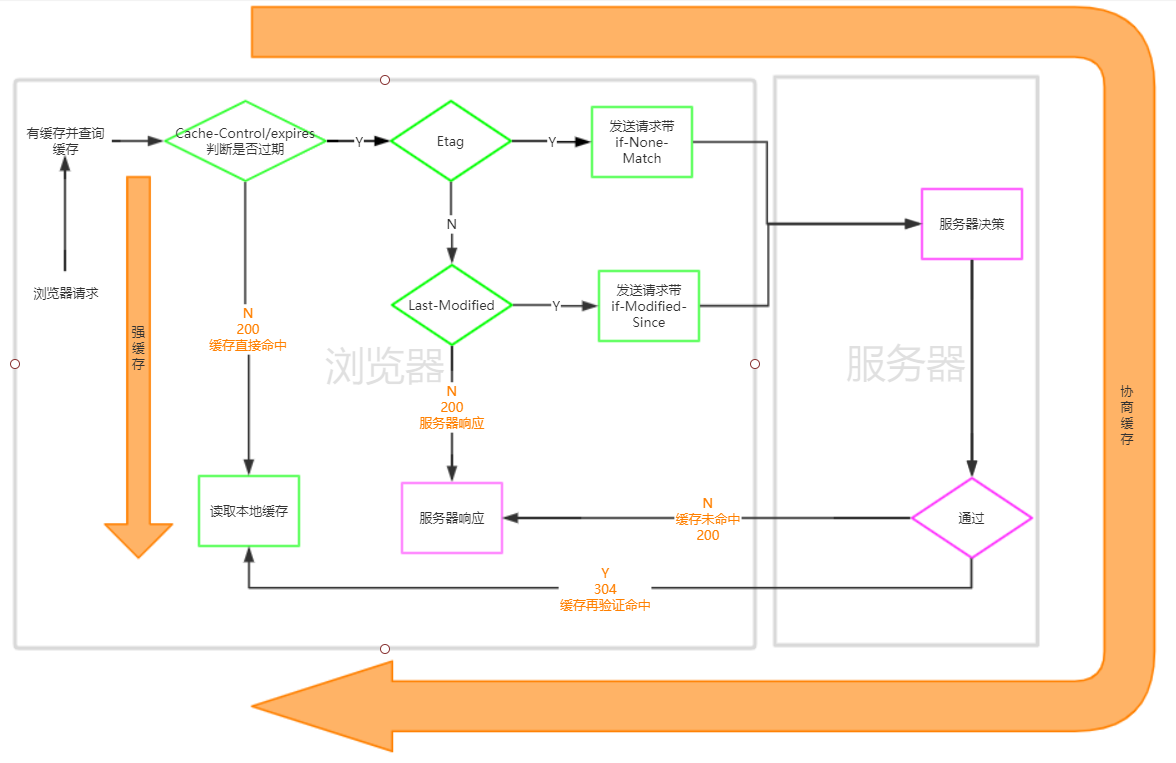 有缓存并查询
缓存
浏览器请求
强
缓
存
Cache-Control/expires
判断是否过期
Y
Etag
Y
发送请求带
if-None-
Match
N
Last-Modified
Y
发送请求带
if-Modified-
Since
N
200
缓存直接命中
浏览器
N
200
服务器响应
读取本地缓存
服务器响应
服务器决策
服务器
通过
N
缓存未命中
200
Y
304
缓存再验证命中
协
商
缓
存